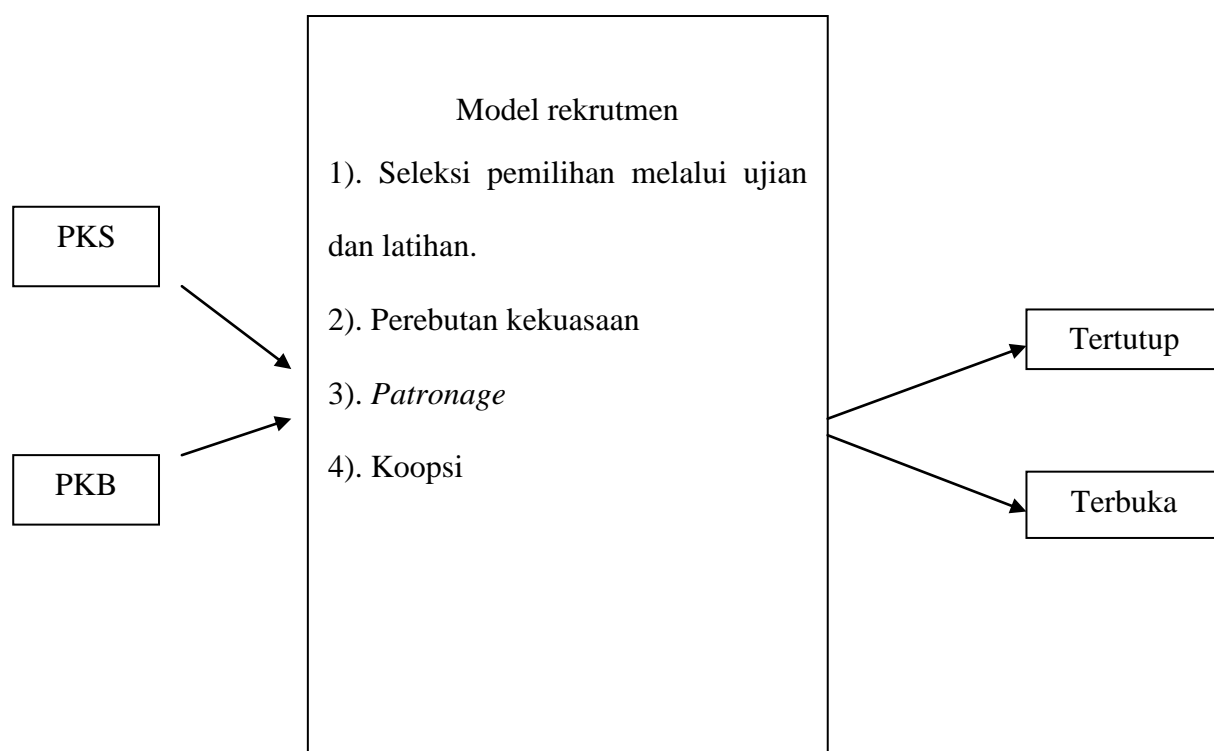 Model rekrutmen
1). Seleksi pemilihan melalui ujian
dan latihan.
2). Perebutan kekuasaan
3). Patronage
4). Koopsi
PKS
PKB
Tertutup
Terbuka